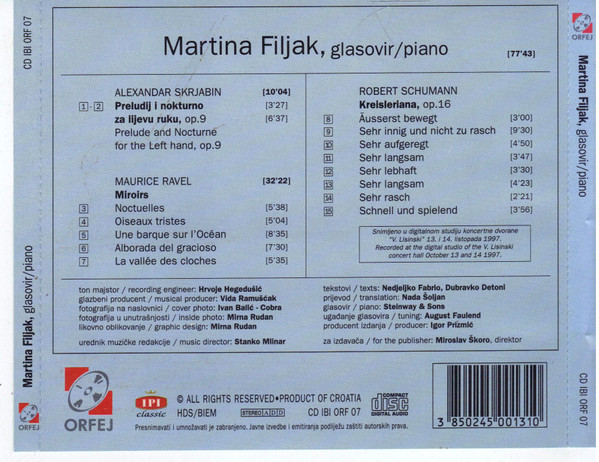 CD IBI ORF 07
Martina Filjak, glasovir/piano
Martina Filjak, glasovir/piano
[77'43]
ALEXANDAR SKRJABIN [10'04]
1 - 2 Preludij i nokturno [3'27]
za lijevu ruku, op.9 [6'37]
Prelude and Nocturne
for the Left hand, op.9
MAURICE RAVEL [32'22]
Miroirs
3 Noctuelles [5'38]
4 Oiseaux tristes [5'04]
5 Une barque sur l'Océan [8'35]
6 Alborada del gracioso [7'30]
7 La vallée des cloches [5'35]
ROBERT SCHUMANN
Kreisleriana, op.16
8 Äusserst bewegt [3'00]
9 Sehr innig und nicht zu rasch [9'30]
10 Sehr aufgeregt [4'50]
11 Sehr langsam [3'47]
12 Sehr lebhaft [3'30]
13 Sehr langsam [4'23]
14 Sehr rasch [2'21]
15 Schnell und spielend [3'56]
Snimljeno u digitalnom studiju koncertne dvorane
"V. Lisinski" 13. i 14. listopada 1997.
Recorded at the digital studio of the V. Lisinski
concert hall October 13 and 14 1997.
ton majstor / recording engineer: Hrvoje Hegedušić
glazbeni producent / musical producer: Vida Ramušćak
fotografija na naslovnici / cover photo: Ivan Balić - Cobra
fotografija u unutrašnjosti / inside photo: Mirna Rudan
likovno oblikovanje / graphic design: Mirna Rudan
urednik muzičke redakcije / music director: Stanko Mlinar
tekstovi / texts: Nedjeljko Fabrio, Dubravko Detoni
prijevod / translation: Nada Šoljan
glasovir / piano: Steinway & Sons
ugađanje glasovira / tuning: August Faulend
producent izdanja / producer: Igor Prizmić
za izdavača / for the publisher: Miroslav Škoro, direktor
ORFEJ
IPI
classic
© ALL RIGHTS RESERVED•PRODUCT OF CROATIA
HDS/BIEM STEREO ADD CD IBI ORF 07
COMPACT
disc
DIGITAL AUDIO
Presnimavati i umnožavati je zabranjeno. Javne izvedbe i emitiranja podliježu zaštiti autorskih prava.
3 850245 001310
ORFEJ
Martina Filjak, glasovir/piano
CD IBI ORF 07
ORFEJ